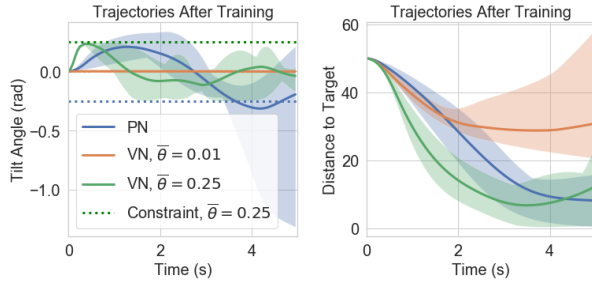 Trajectories After Training
Tilt Angle (rad)
0.0
−0.5
−1.0
PN
VN, θ̅ = 0.01
VN, θ̅ = 0.25
Constraint, θ̅ = 0.25
0 2 4
Time (s)
Trajectories After Training
Distance to Target
60
40
20
0
0 2 4
Time (s)